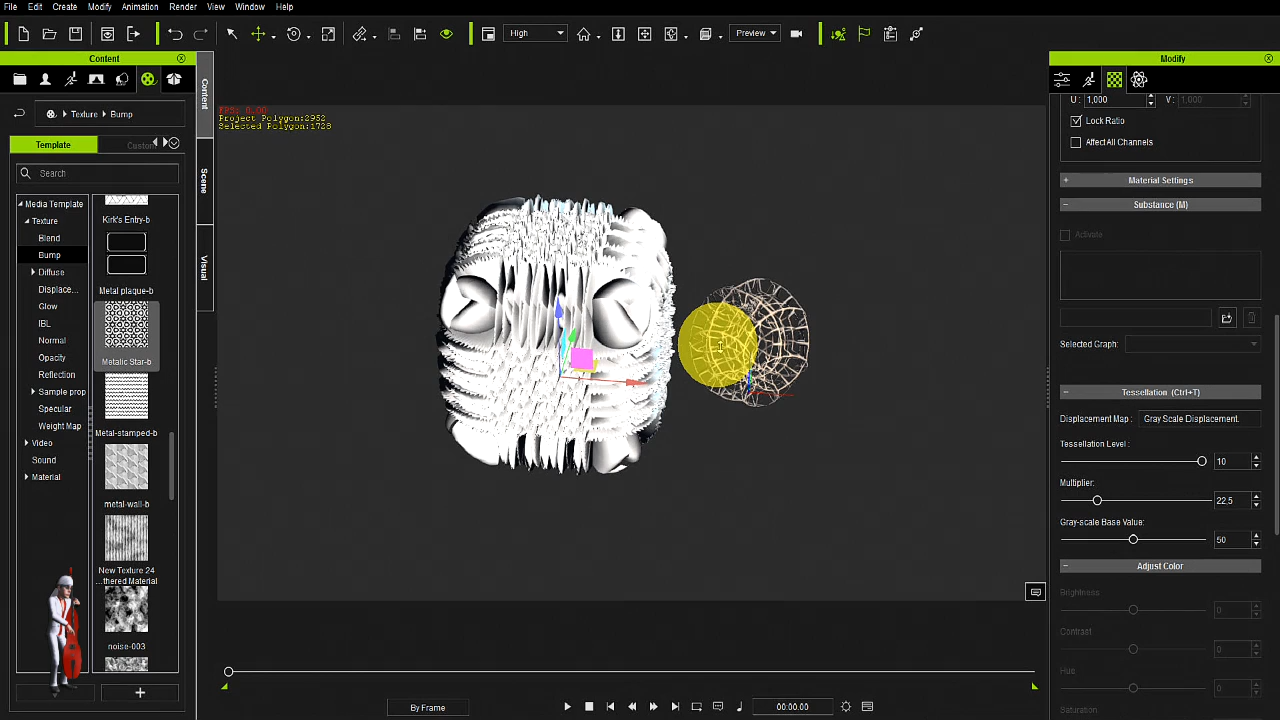 File Edit Create Modify Animation Render View Window Help
High Preview
Content Modify
Texture Bump
Template Custom
Search
Content
Scene
Visual
FPS: 0.00
Project Polygon:2952
Selected Polygon:1728
Media Template
Texture
Blend
Bump
Diffuse
Displace...
Glow
IBL
Normal
Opacity
Reflection
Sample prop
Specular
Weight Map
Video
Sound
Material
Kirk's Entry-b
Metal plaque-b
Metalic Star-b
Metal-stamped-b
metal-wall-b
New Texture 24
...thered Material
noise-003
U : 1,000 V : 1,000
Lock Ratio
Affect All Channels
Material Settings
Substance (M)
Activate
Selected Graph:
Tessellation (Ctrl+T)
Displacement Map : Gray Scale Displacement.
Tessellation Level :
10
Multiplier:
22,5
Gray-scale Base Value:
50
Adjust Color
Brightness:
0
Contrast:
0
Hue:
0
Saturation:
By Frame 00:00:00